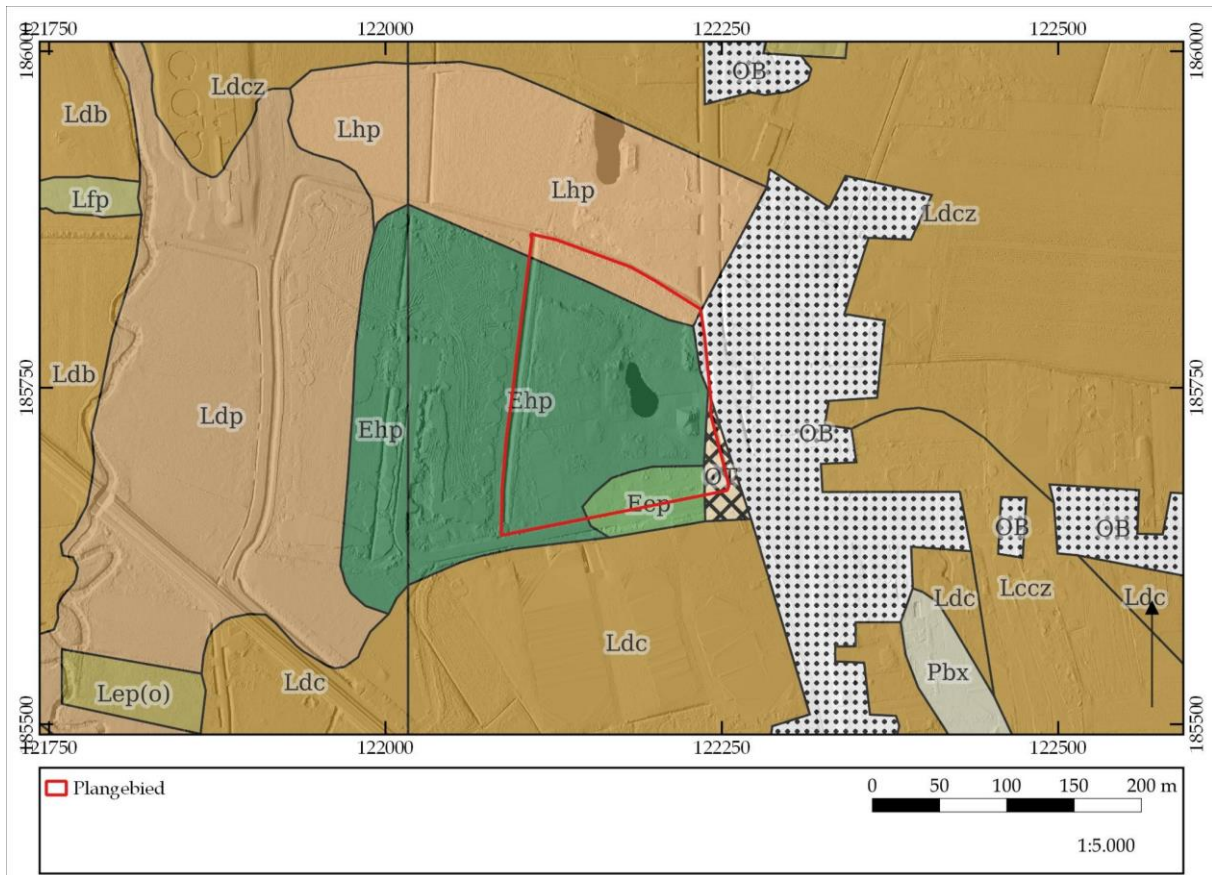 121750 122000 122250 122500
186000 186000
OB
Ldcz
Ldb
Lhp
Lhp
Lfp
Ldcz
Ldb
185750 185750
Ldp
Ehp
Ehp
OB
OT
Eep
OB
OB
Lccz
Ldc
Ldc
Ldc
Pbx
Ldc
Lep(o)
185500 185500
121750 122000 122250 122500
Plangebied
0 50 100 150 200 m
1:5.000